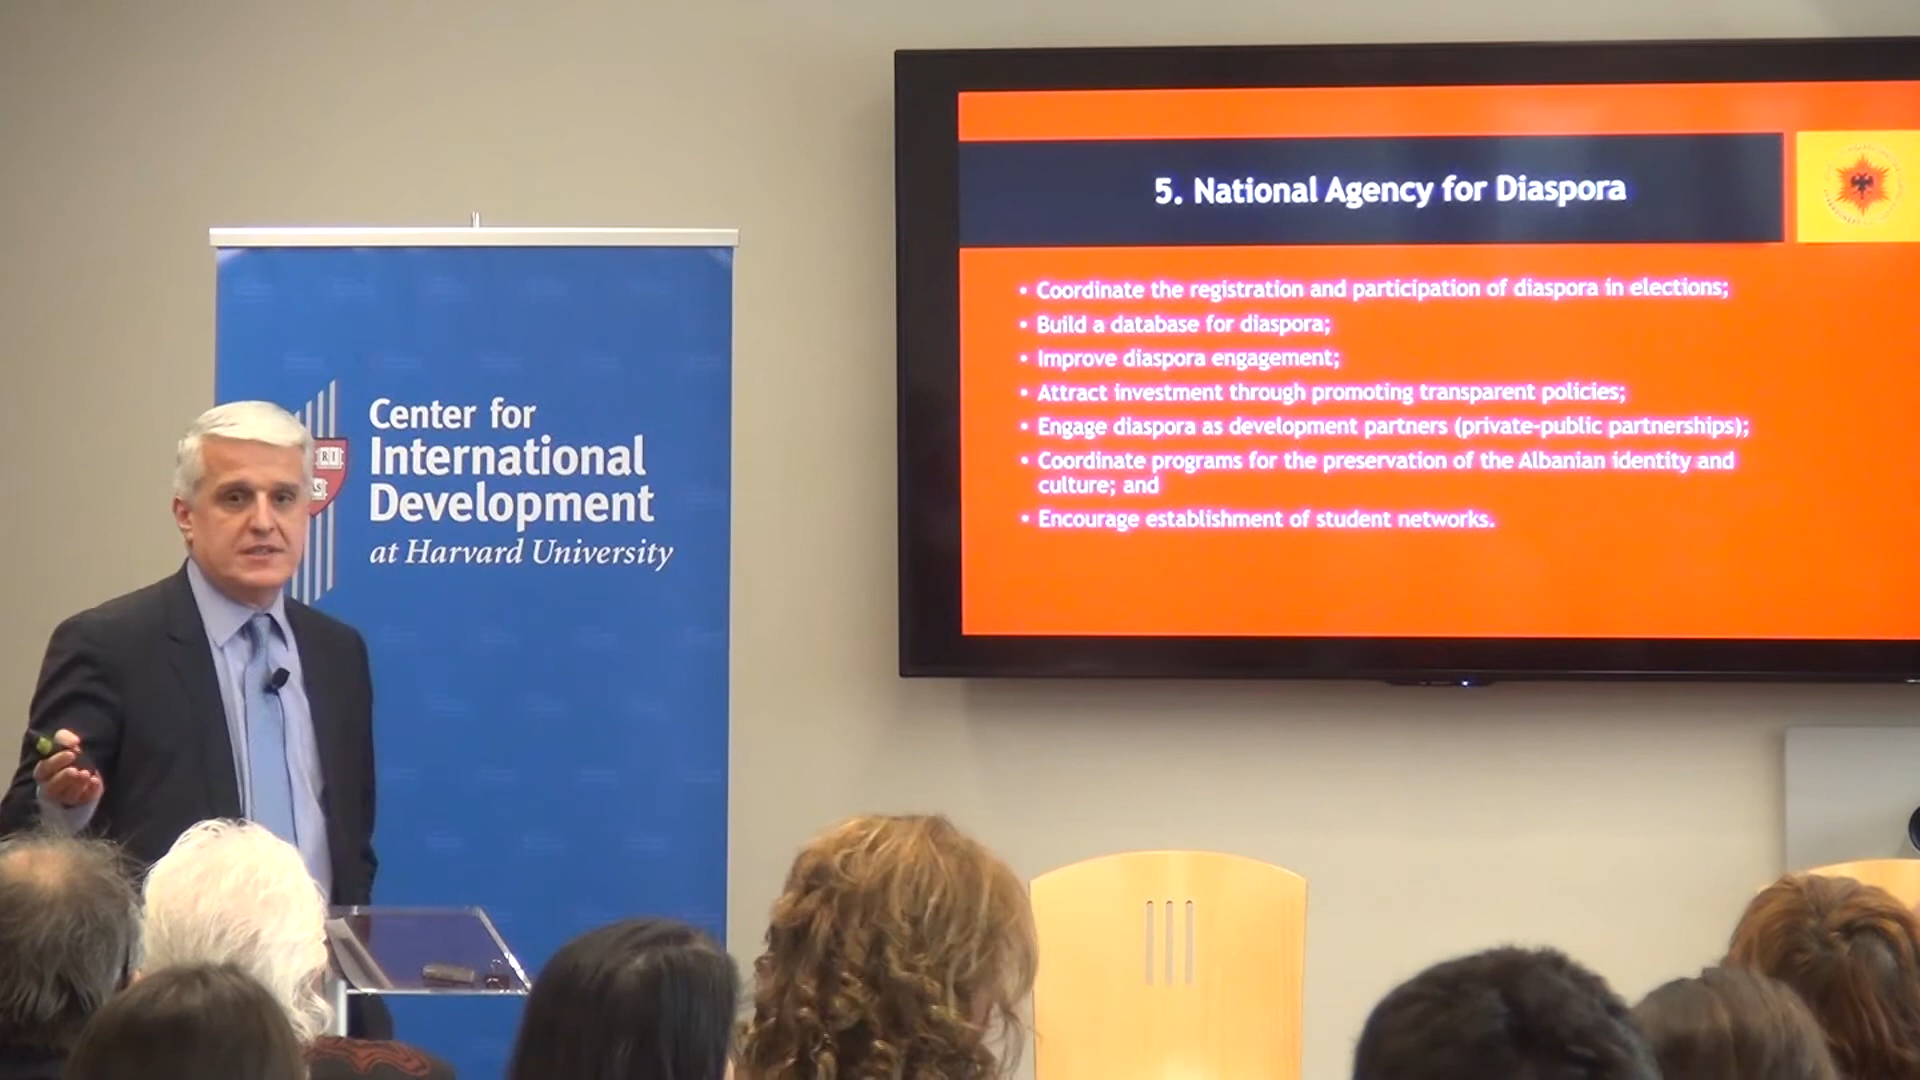 Center for
International
Development
at Harvard University
5. National Agency for Diaspora
• Coordinate the registration and participation of diaspora in elections;
• Build a database for diaspora;
• Improve diaspora engagement;
• Attract investment through promoting transparent policies;
• Engage diaspora as development partners (private-public partnerships);
• Coordinate programs for the preservation of the Albanian identity and
culture; and
• Encourage establishment of student networks.